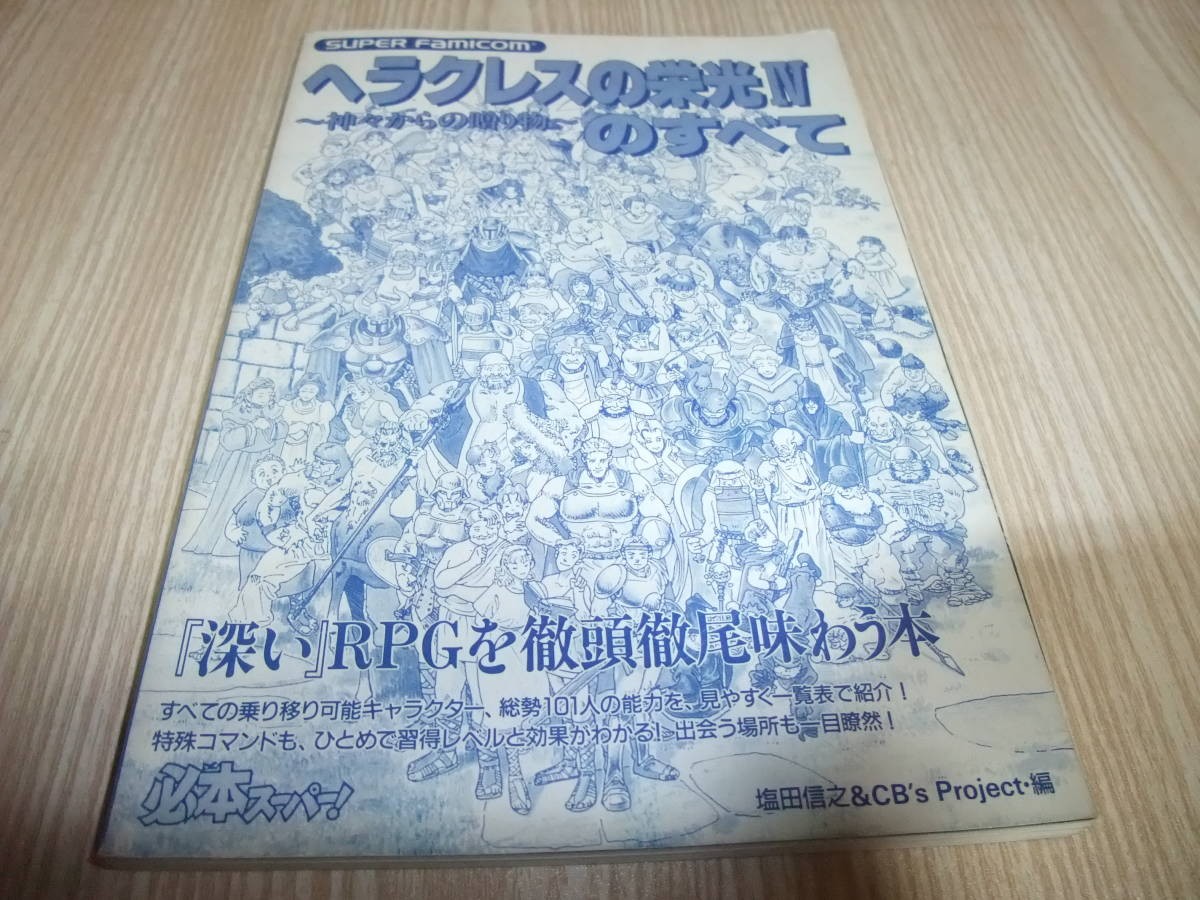 SUPER Famicom
ヘラクレスの栄光IV
〜神々からの贈り物〜
のすべて
『深い』RPGを徹頭徹尾味わう本
すべての乗り移り可能キャラクター、総勢101人の能力を、見やすく一覧表で紹介!
特殊コマンドも、ひとめで習得レベルと効果がわかる! 出会う場所も一目瞭然!
必本スーパー!
塩田信之&CB's Project・編